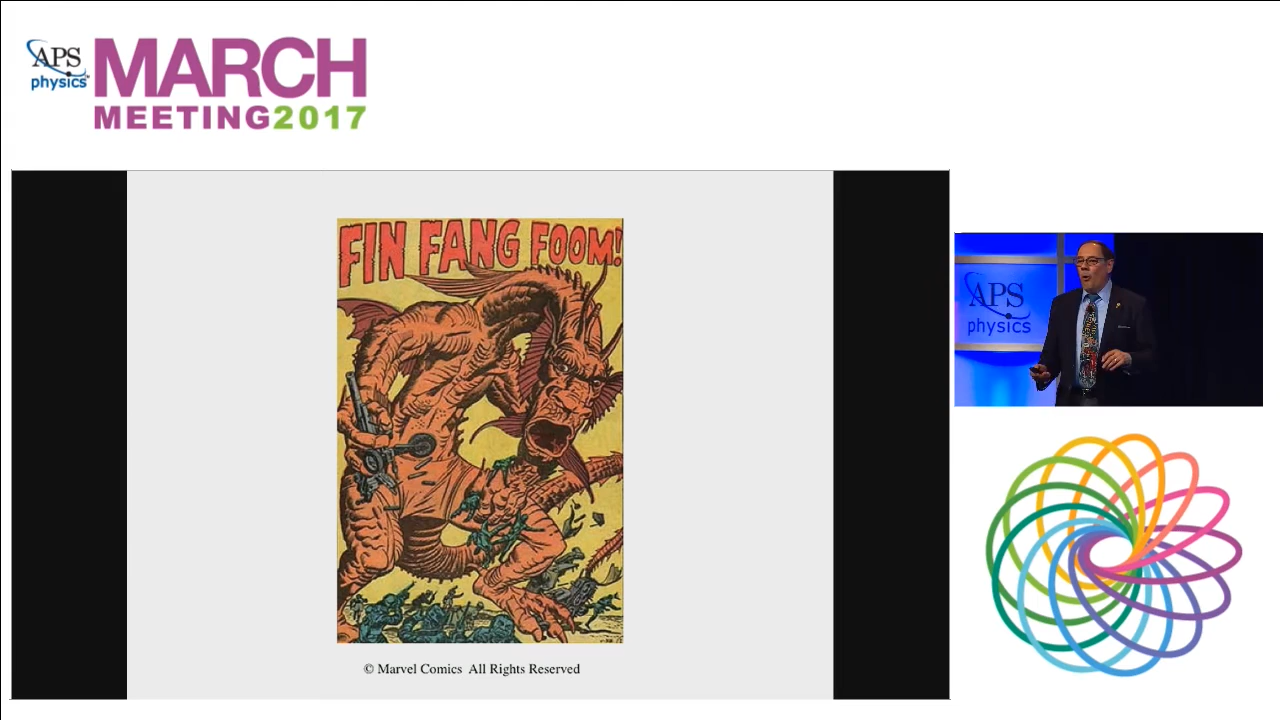 APS
physics
MARCH
MEETING2017
FIN FANG FOOM!
APS
physics
© Marvel Comics All Rights Reserved